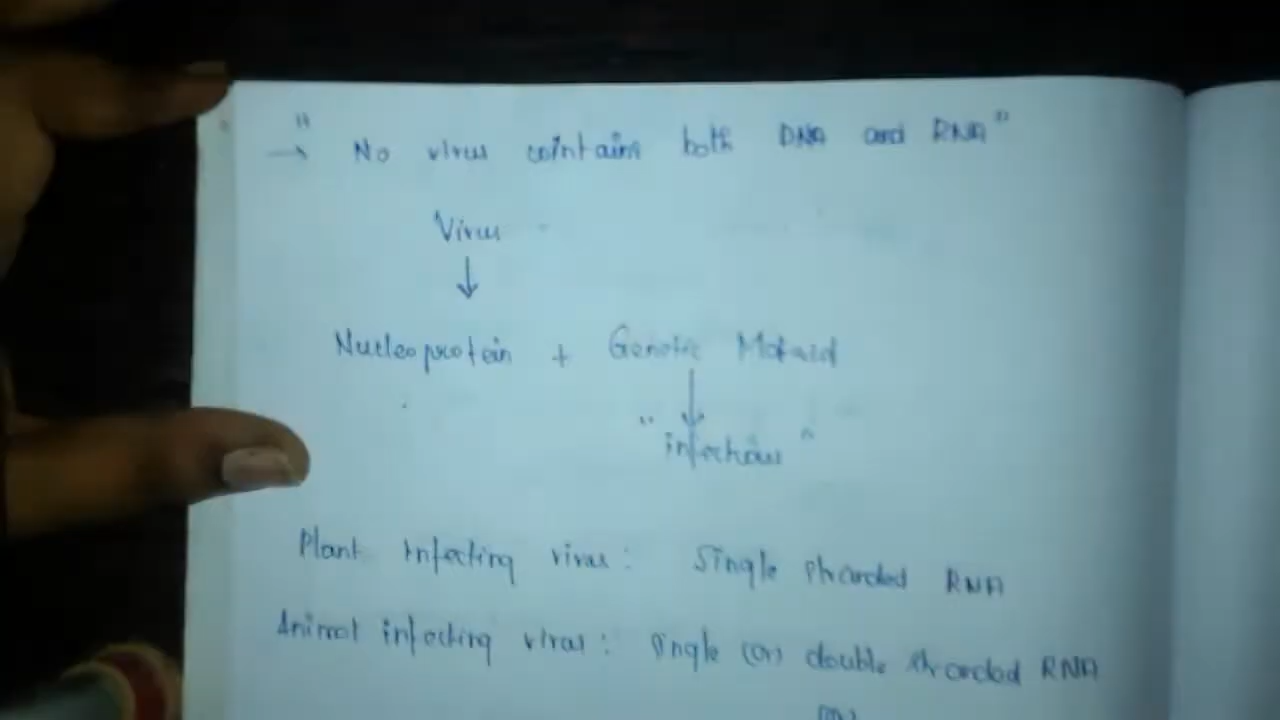 "
→ No virus contains both DNA and RNA"
Virus
↓
Nucleoprotein + Genetic Material
↓
"infectious"
Plant infecting virus: Single stranded RNA
Animal infecting virus: Single (or) double stranded RNA